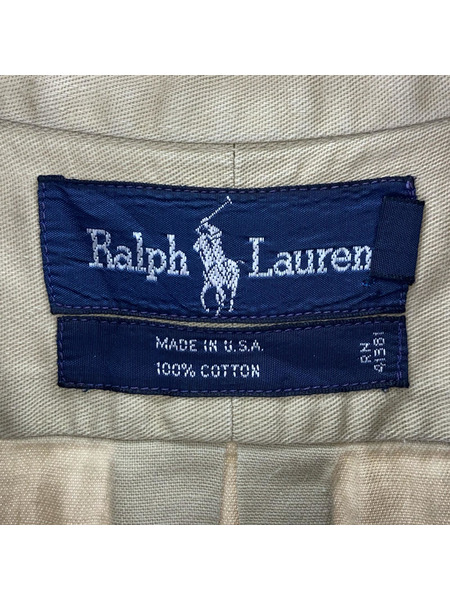 Ralph Lauren
MADE IN U.S.A.
100% COTTON
RN
41381